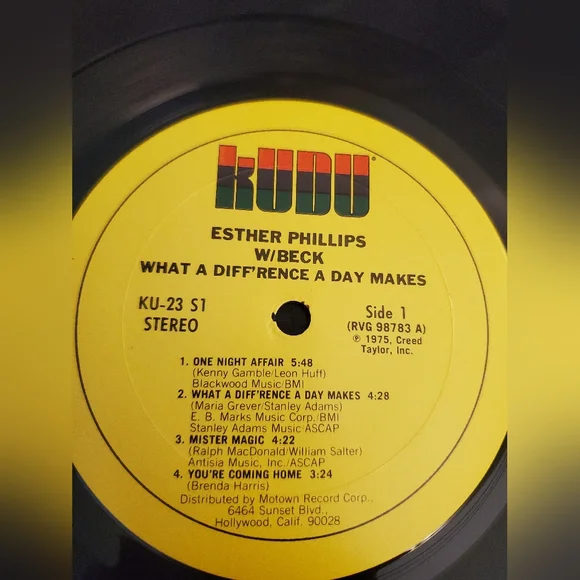 KUDU®
ESTHER PHILLIPS
W/BECK
WHAT A DIFF'RENCE A DAY MAKES
KU-23 S1
STEREO
Side 1
(RVG 98783 A)
℗ 1975, Creed
Taylor, Inc.
1. ONE NIGHT AFFAIR 5:48
(Kenny Gamble/Leon Huff)
Blackwood Music/BMI
2. WHAT A DIFF'RENCE A DAY MAKES 4:28
(Maria Grever/Stanley Adams)
E. B. Marks Music Corp./BMI
Stanley Adams Music/ASCAP
3. MISTER MAGIC 4:22
(Ralph MacDonald/William Salter)
Antisia Music, Inc./ASCAP
4. YOU'RE COMING HOME 3:24
(Brenda Harris)
Distributed by Motown Record Corp.,
6464 Sunset Blvd.,
Hollywood, Calif. 90028